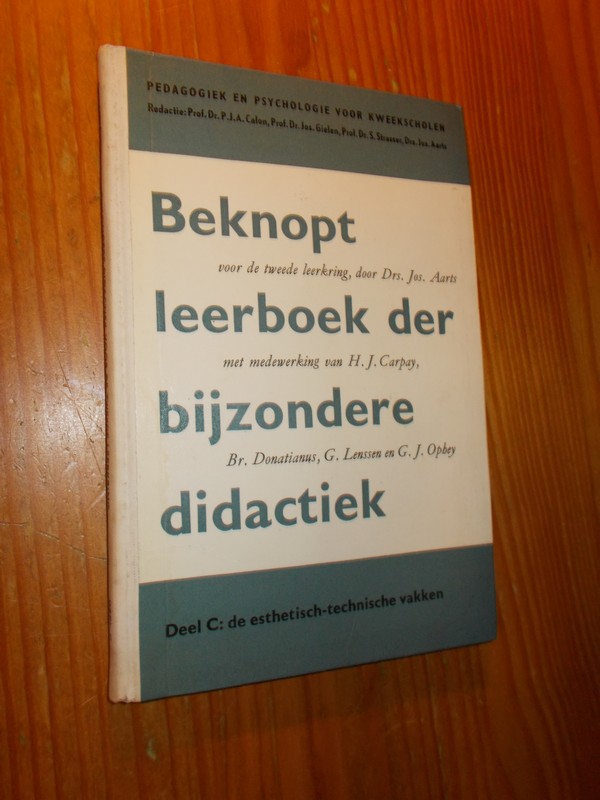 PEDAGOGIEK EN PSYCHOLOGIE VOOR KWEEKSCHOLEN
Redactie: Prof. Dr. P.J.A. Calon, Prof. Dr. Jos. Gielen, Prof. Dr. S. Strasser, Drs. Jos. Aarts
Beknopt
voor de tweede leerkring, door Drs. Jos. Aarts
leerboek der
met medewerking van H. J. Carpay,
bijzondere
Br. Donatianus, G. Lenssen en G. J. Ophey
didactiek
Deel C: de esthetisch-technische vakken